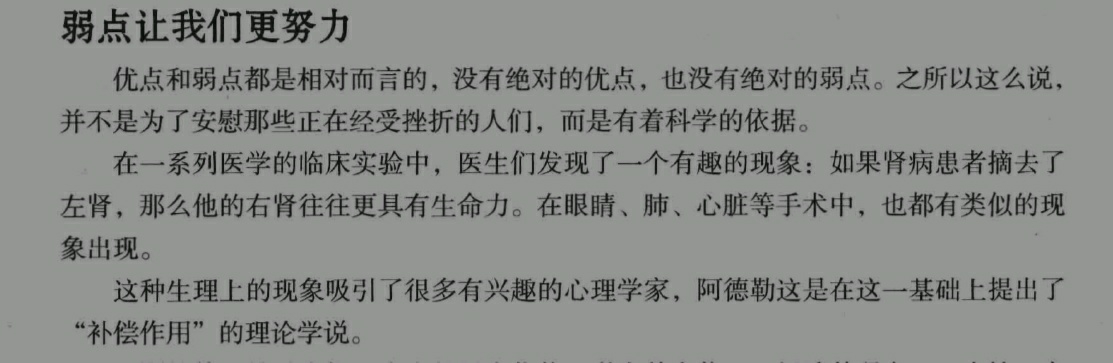 弱点让我们更努力
优点和弱点都是相对而言的，没有绝对的优点，也没有绝对的弱点。之所以这么说，
并不是为了安慰那些正在经受挫折的人们，而是有着科学的依据。
在一系列医学的临床实验中，医生们发现了一个有趣的现象：如果肾病患者摘去了
左肾，那么他的右肾往往更具有生命力。在眼睛、肺、心脏等手术中，也都有类似的现
象出现。
这种生理上的现象吸引了很多有兴趣的心理学家，阿德勒这是在这一基础上提出了
“补偿作用”的理论学说。